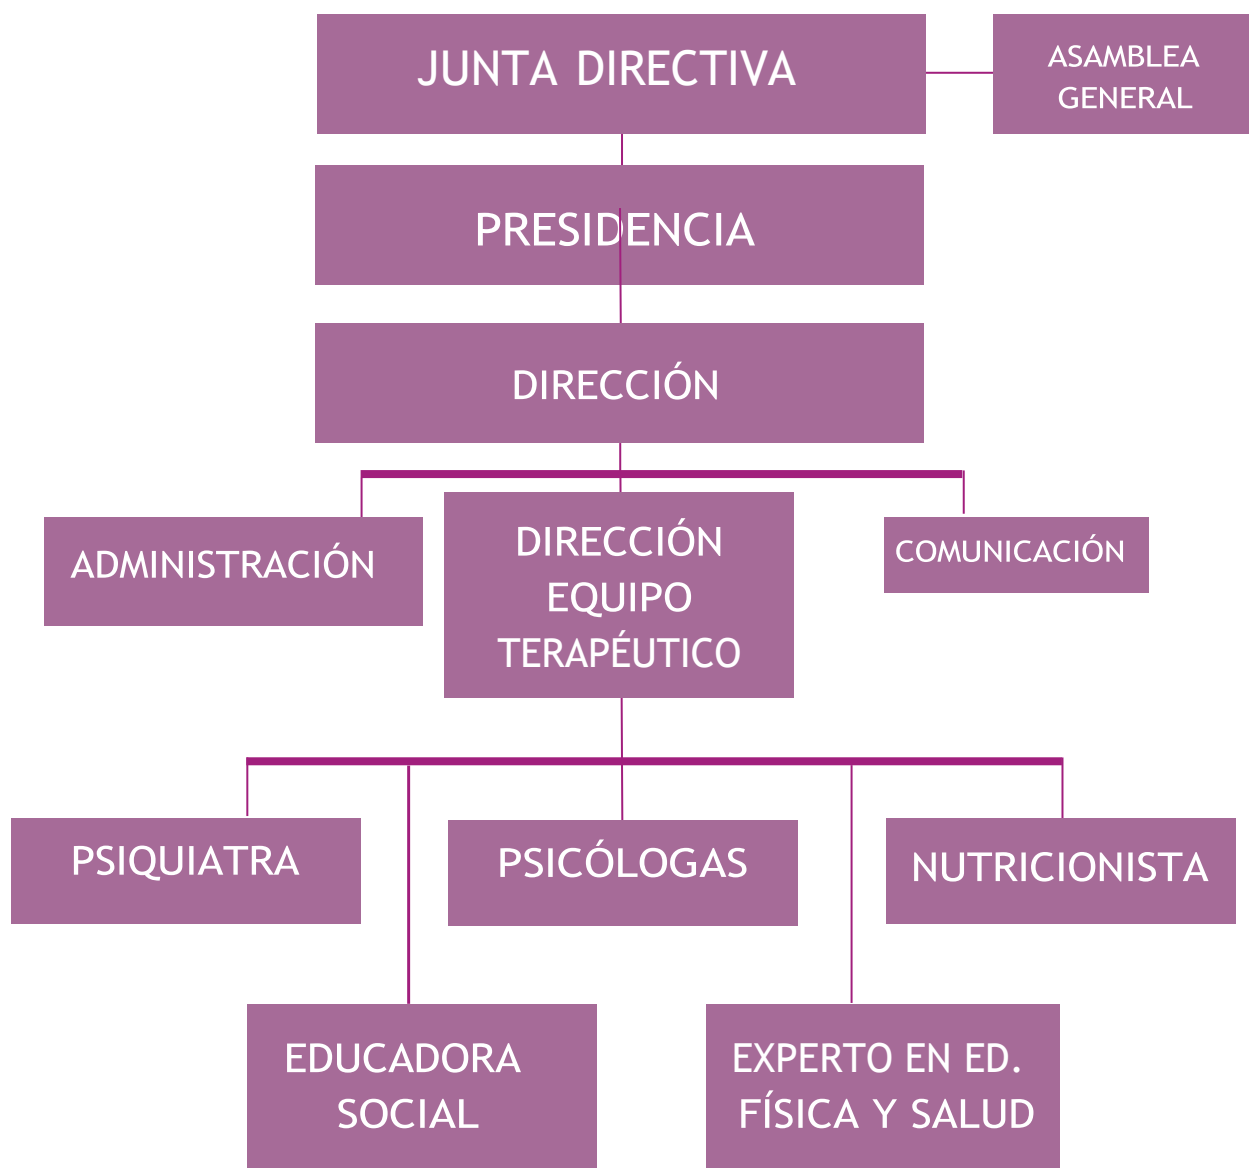 JUNTA DIRECTIVA
ASAMBLEA
GENERAL
PRESIDENCIA
DIRECCIÓN
ADMINISTRACIÓN
DIRECCIÓN
EQUIPO
TERAPÉUTICO
COMUNICACIÓN
PSIQUIATRA
PSICÓLOGAS
NUTRICIONISTA
EDUCADORA
SOCIAL
EXPERTO EN ED.
FÍSICA Y SALUD